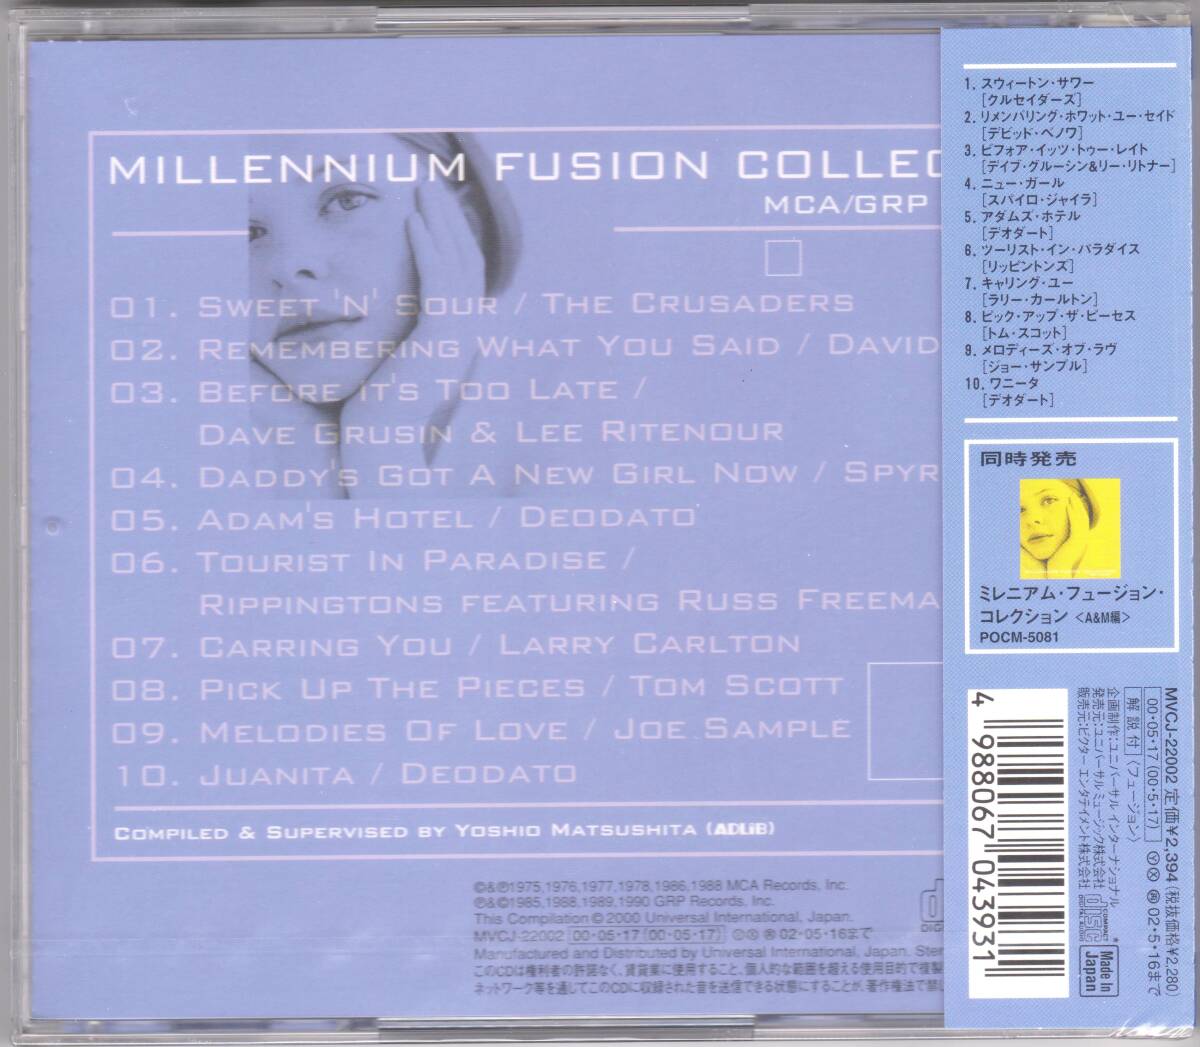 MILLENNIUM FUSION COLLEC
MCA/GRP
01. SWEET 'N' SOUR / THE CRUSADERS
02. REMEMBERING WHAT YOU SAID / DAVID
03. BEFORE IT'S TOO LATE /
DAVE GRUSIN & LEE RITENOUR
04. DADDY'S GOT A NEW GIRL NOW / SPYR
05. ADAM'S HOTEL / DEODATO
06. TOURIST IN PARADISE /
RIPPINGTONS FEATURING RUSS FREEMA
07. CARRING YOU / LARRY CARLTON
08. PICK UP THE PIECES / TOM SCOTT
09. MELODIES OF LOVE / JOE SAMPLE
10. JUANITA / DEODATO
COMPILED & SUPERVISED BY YOSHIO MATSUSHITA (ADLiB)
©&℗1975,1976,1977,1978,1986,1988 MCA Records, Inc.
℗&©1985,1988,1989,1990 GRP Records, Inc.
This Compilation © 2000 Universal International, Japan.
MVCJ-22002 00・05・17 (00・05・17) 02・05・16まで
Manufactured and Distributed by Universal International, Japan. Ster
このCDは権利者の許諾なく、賃貸業に使用すること、個人的な範囲を超える使用目的で複製
ネットワーク等を通じてこのCDに収録された音を送信できる状態にすることが、著作権法で禁
1. スウィートン・サワー
[クルセイダーズ]
2. リメンバリング・ホワット・ユー・セイド
[デビッド・ベノワ]
3. ビフォア・イッツ・トゥー・レイト
[デイブ・グルーシン&リー・リトナー]
4. ニュー・ガール
[スパイロ・ジャイラ]
5. アダムズ・ホテル
[デオダート]
6. ツーリスト・イン・パラダイス
[リッピントンズ]
7. キャリング・ユー
[ラリー・カールトン]
8. ピック・アップ・ザ・ピーセス
[トム・スコット]
9. メロディーズ・オブ・ラヴ
[ジョー・サンプル]
10. ワニータ
[デオダート]
同時発売
ミレニアム・フュージョン・
コレクション <A&M編>
POCM-5081
MVCJ-22002 定価¥2,394 (税抜価格¥2,280)
00・05・17 (00・5・17) Ⓨ Ⓧ 02・5・16まで
解説付 〈フュージョン〉
企画制作:ユニバーサル インターナショナル
発売元:ユニバーサル ミュージック株式会社
販売元:ビクター エンタテイメント株式会社
COMPACT disc DIGITAL AUDIO
Made in Japan
4 988067 043931